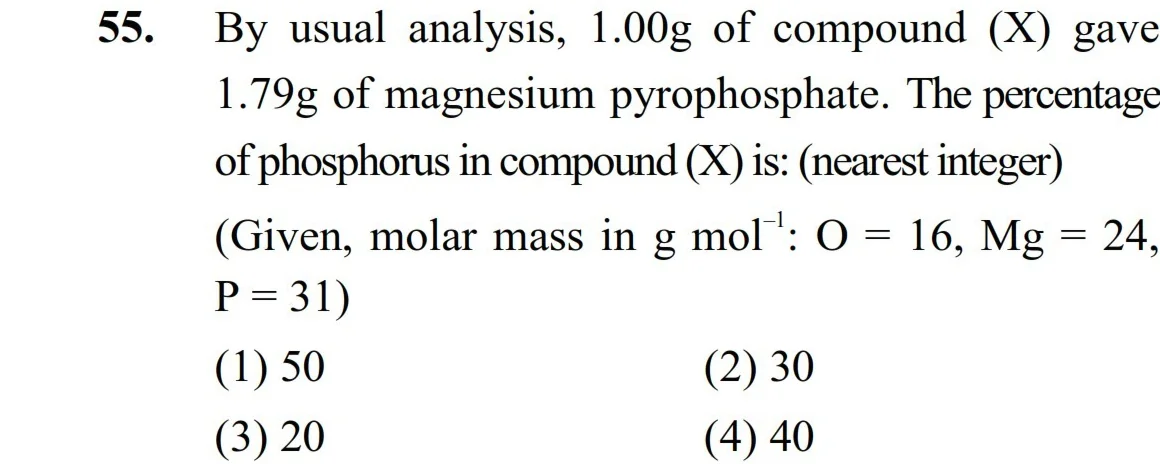 55. By usual analysis, 1.00g of compound (X) gave
1.79g of magnesium pyrophosphate. The percentage
of phosphorus in compound (X) is: (nearest integer)
(Given, molar mass in g mol⁻¹: O = 16, Mg = 24,
P = 31)
(1) 50 (2) 30
(3) 20 (4) 40